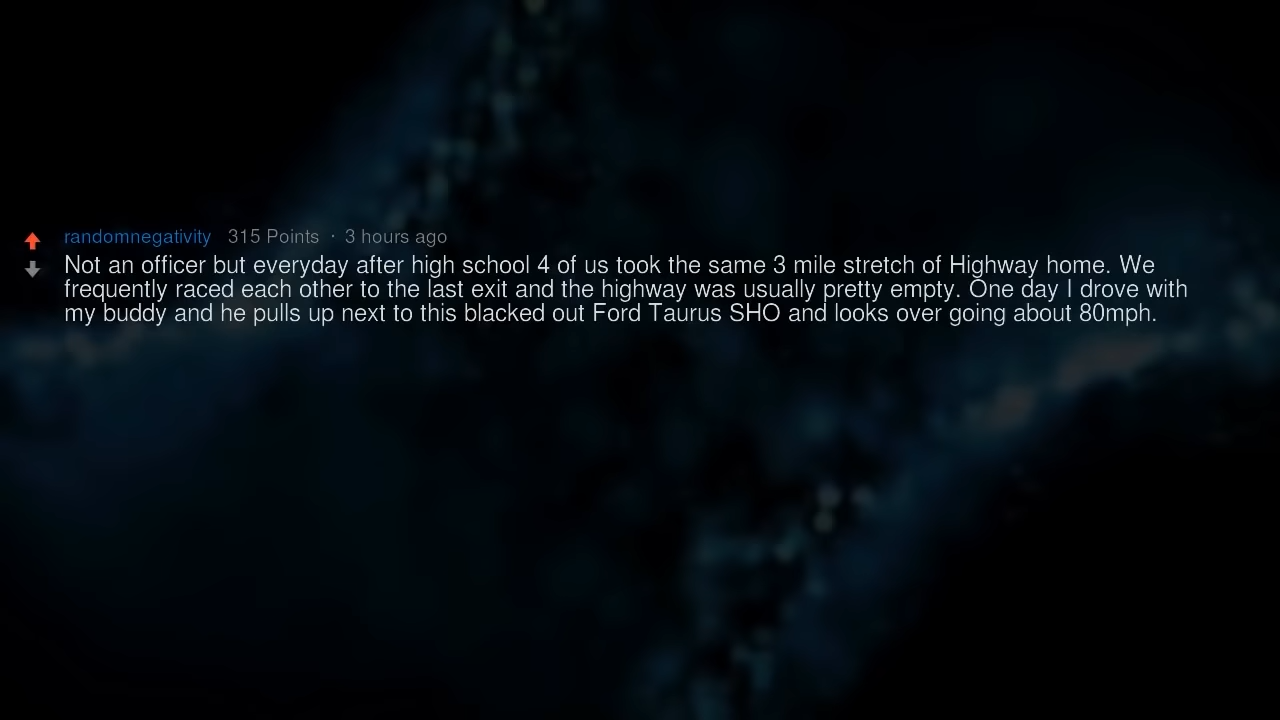 randomnegativity 315 Points · 3 hours ago
Not an officer but everyday after high school 4 of us took the same 3 mile stretch of Highway home. We
frequently raced each other to the last exit and the highway was usually pretty empty. One day I drove with
my buddy and he pulls up next to this blacked out Ford Taurus SHO and looks over going about 80mph.